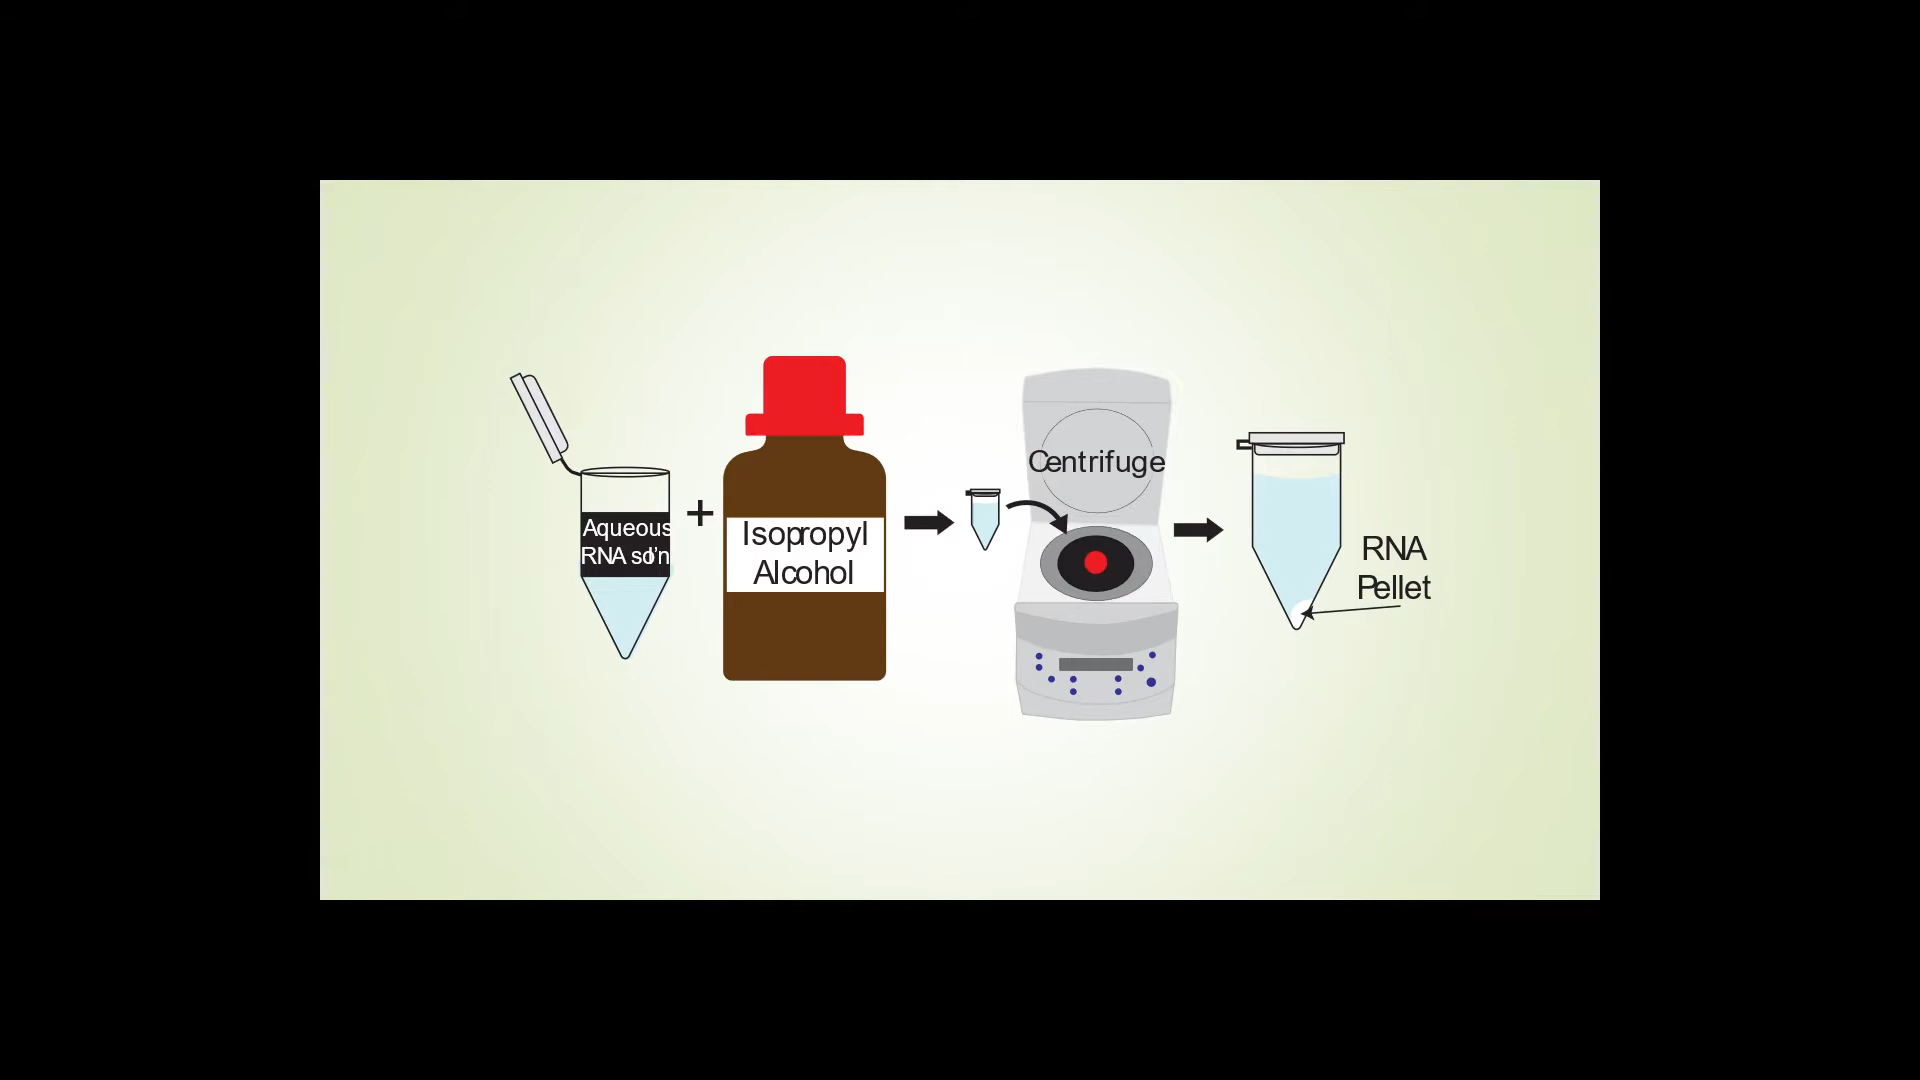 Aqueous
RNA sol'n
+
Isopropyl
Alcohol
Centrifuge
RNA
Pellet